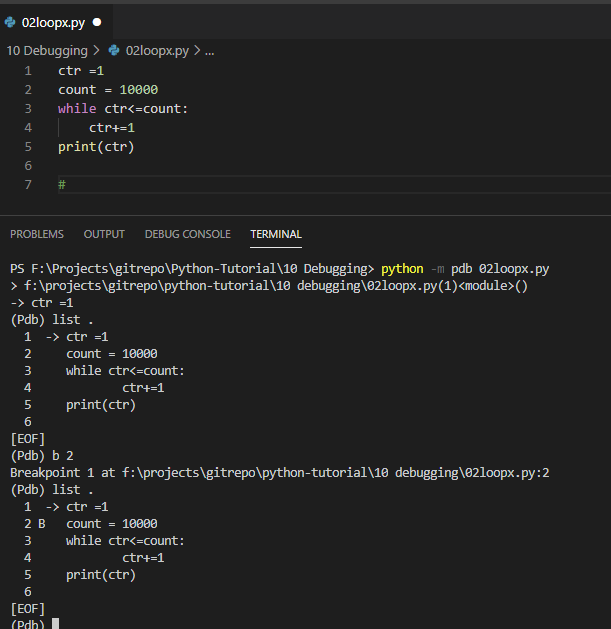 02loopx.py
10 Debugging > 02loopx.py > ...
1 ctr =1
2 count = 10000
3 while ctr<=count:
4     ctr+=1
5 print(ctr)
6
7 #
PROBLEMS OUTPUT DEBUG CONSOLE TERMINAL
PS F:\Projects\gitrepo\Python-Tutorial\10 Debugging> python -m pdb 02loopx.py
> f:\projects\gitrepo\python-tutorial\10 debugging\02loopx.py(1)<module>()
-> ctr =1
(Pdb) list .
  1  -> ctr =1
  2     count = 10000
  3     while ctr<=count:
  4             ctr+=1
  5     print(ctr)
  6
[EOF]
(Pdb) b 2
Breakpoint 1 at f:\projects\gitrepo\python-tutorial\10 debugging\02loopx.py:2
(Pdb) list .
  1  -> ctr =1
  2 B   count = 10000
  3     while ctr<=count:
  4             ctr+=1
  5     print(ctr)
  6
[EOF]
(Pdb)